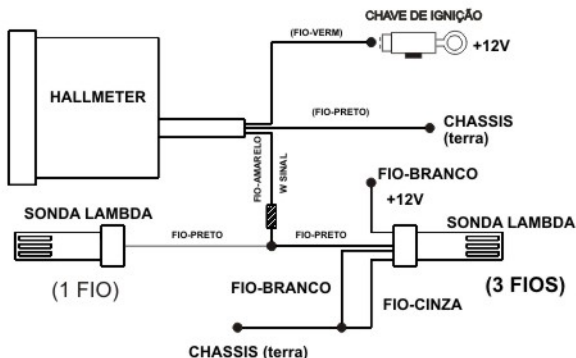 CHAVE DE IGNIÇÃO
(FIO-VERM)
+12V
HALLMETER
(FIO-PRETO)
CHASSIS
(terra)
FIO-AMARELO
W SINAL
FIO-BRANCO
+12V
SONDA LAMBDA
SONDA LAMBDA
FIO-PRETO
FIO-PRETO
(1 FIO)
FIO-BRANCO
(3 FIOS)
FIO-CINZA
CHASSIS (terra)